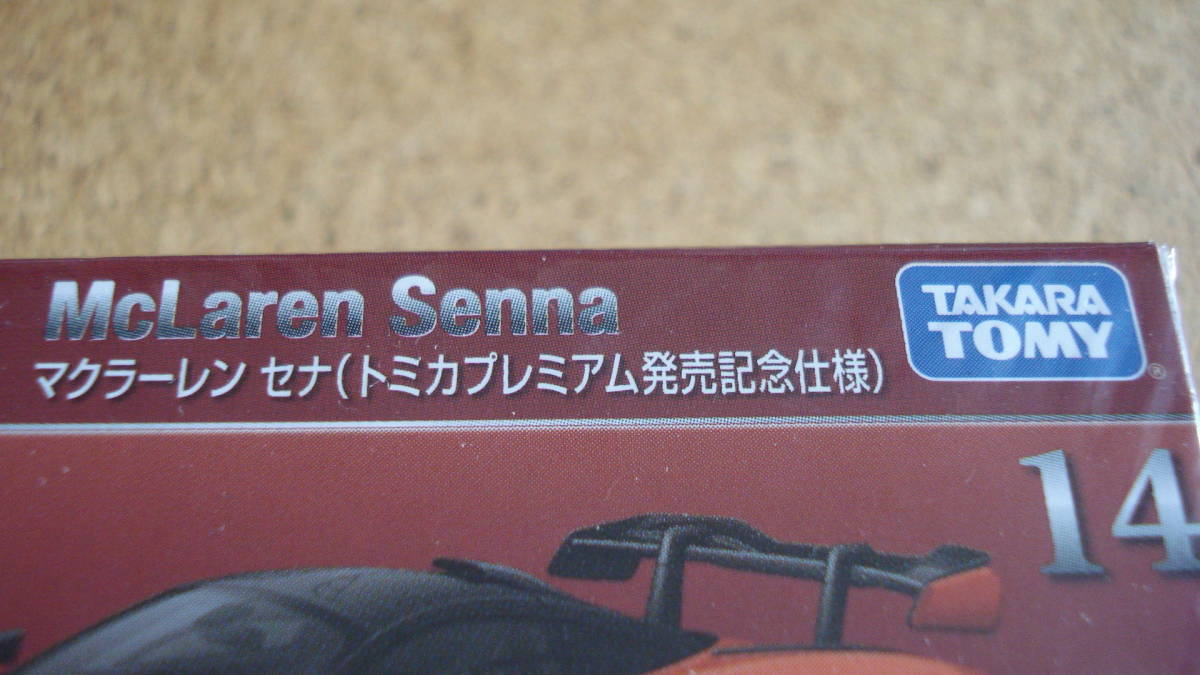 McLaren Senna
マクラーレン セナ(トミカプレミアム発売記念仕様)
TAKARA
TOMY
®
14